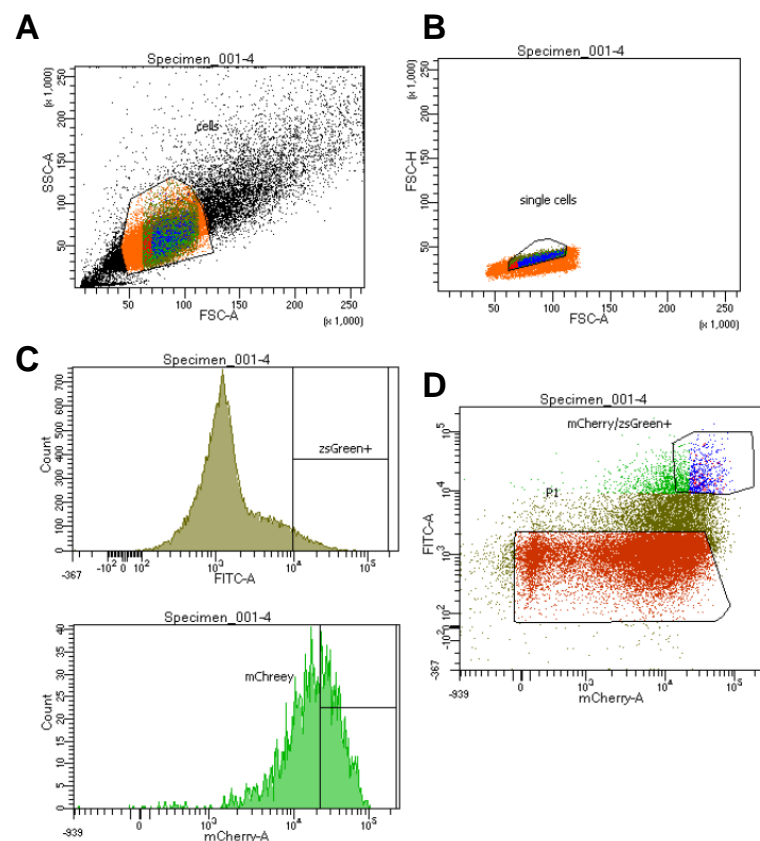 A
Specimen_001-4
(x 1,000)
250
200
150
100
50
SSC-A
cells
50 100 150 200 250
FSC-A
(x 1,000)
B
Specimen_001-4
(x 1,000)
250
200
150
100
50
FSC-H
single cells
50 100 150 200 250
FSC-A
(x 1,000)
C
Specimen_001-4
700
600
500
400
300
200
100
0
Count
zsGreen+
-367 -10² 0 10² 10³ 10⁴ 10⁵
FITC-A
Specimen_001-4
40
35
30
25
20
15
10
5
0
Count
mChreey
-939 0 10³ 10⁴ 10⁵
mCherry-A
D
Specimen_001-4
mCherry/zsGreen+
10⁵
10⁴
10³
10²
-10²
-367
FITC-A
P1
-939 0 10³ 10⁴ 10⁵
mCherry-A